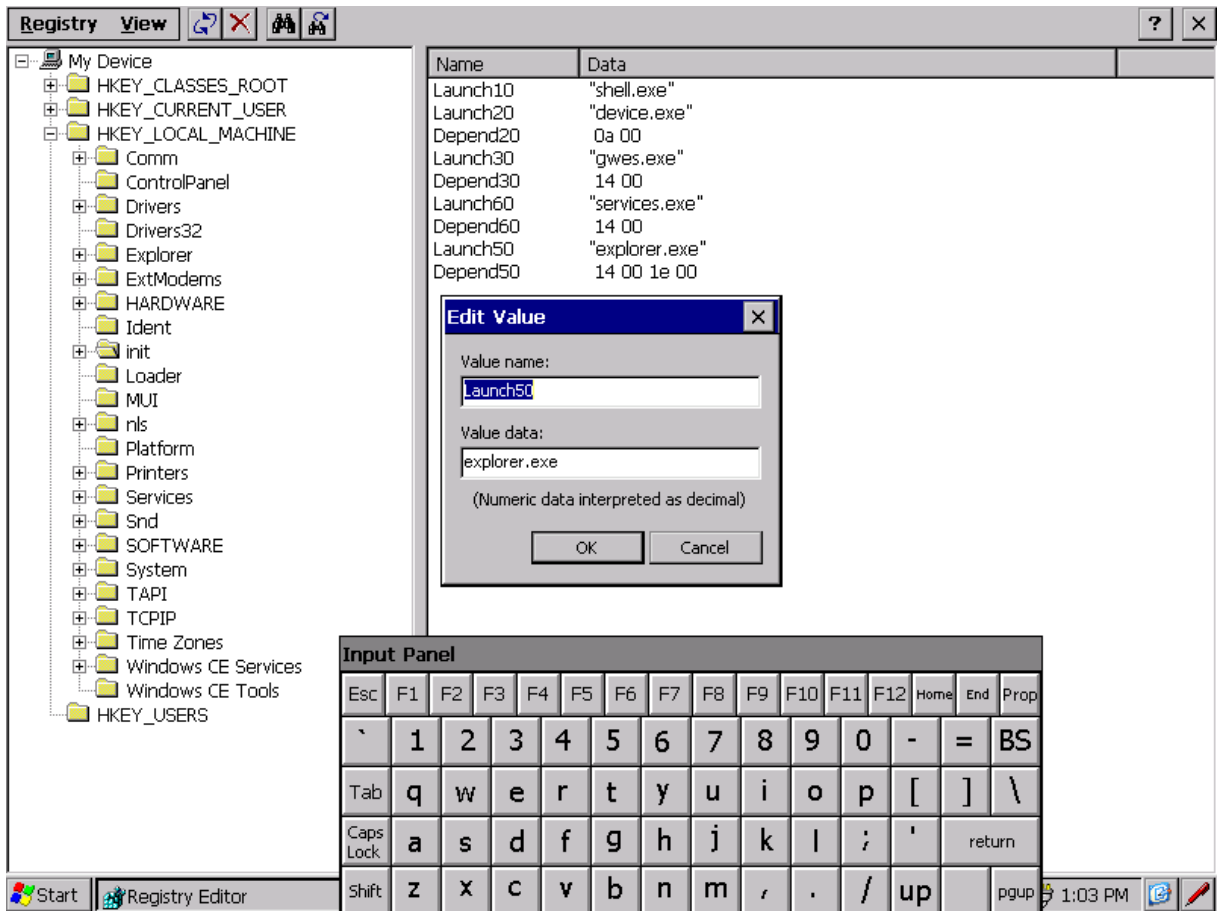 Registry View ? ×
My Device
HKEY_CLASSES_ROOT
HKEY_CURRENT_USER
HKEY_LOCAL_MACHINE
Comm
ControlPanel
Drivers
Drivers32
Explorer
ExtModems
HARDWARE
Ident
init
Loader
MUI
nls
Platform
Printers
Services
Snd
SOFTWARE
System
TAPI
TCPIP
Time Zones
Windows CE Services
Windows CE Tools
HKEY_USERS
Name Data
Launch10 "shell.exe"
Launch20 "device.exe"
Depend20 0a 00
Launch30 "gwes.exe"
Depend30 14 00
Launch60 "services.exe"
Depend60 14 00
Launch50 "explorer.exe"
Depend50 14 00 1e 00
Edit Value
Value name:
Launch50
Value data:
explorer.exe
(Numeric data interpreted as decimal)
OK Cancel
Input Panel
Esc F1 F2 F3 F4 F5 F6 F7 F8 F9 F10 F11 F12 Home End Prop
` 1 2 3 4 5 6 7 8 9 0 - = BS
Tab q w e r t y u i o p [ ] \
Caps Lock a s d f g h j k l ; ' return
Shift z x c v b n m , . / up pgup
Start Registry Editor 1:03 PM